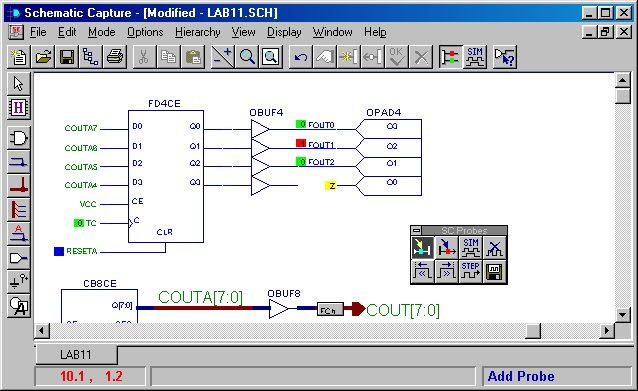 Schematic Capture - [Modified - LAB11.SCH]
File Edit Mode Options Hierarchy View Display Window Help
OK SIM
FD4CE
OBUF4 OPAD4
COUTA7 D0 Q0 0 FOUT0 O3
COUTA6 D1 Q1 1 FOUT1 O2
COUTA5 D2 Q2 0 FOUT2 O1
COUTA4 D3 Q3 Z O0
VCC CE
0 TC C
CLR
RESETA
SC Probes
SIM
STEP
CB8CE
OBUF8
Q[7:0] COUTA[7:0] FCh COUT[7:0]
LAB11
10.1 , 1.2 Add Probe